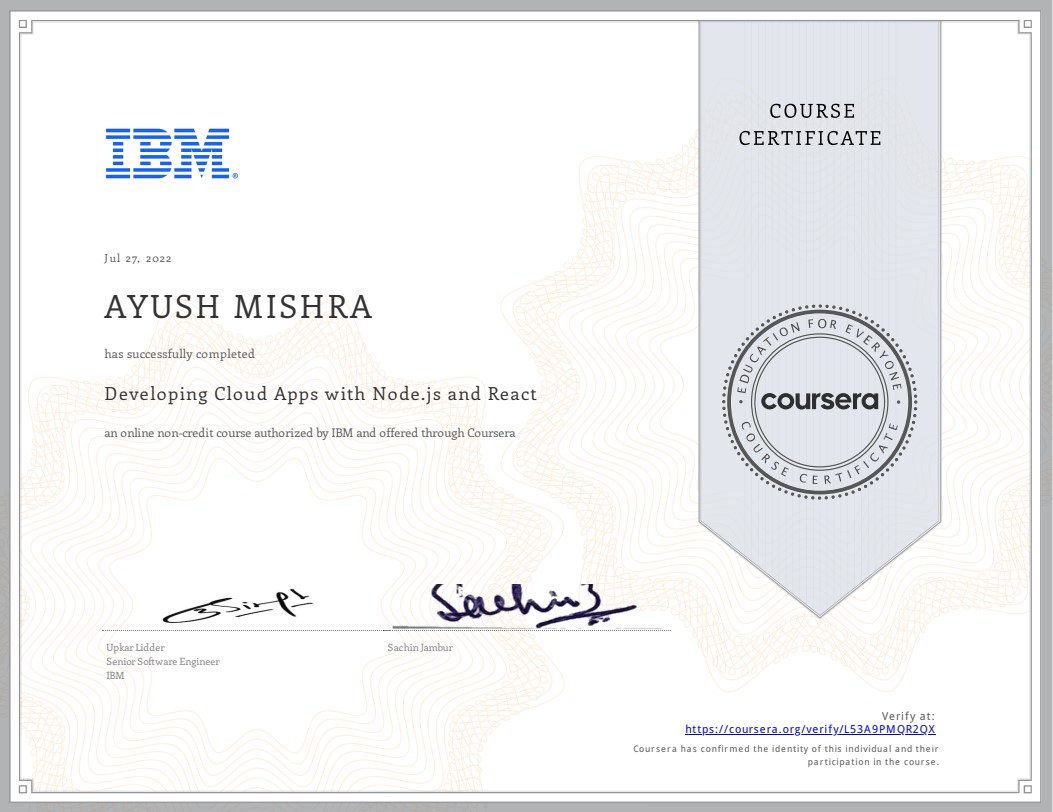 COURSE
CERTIFICATE
IBM®
Jul 27, 2022
AYUSH MISHRA
has successfully completed
Developing Cloud Apps with Node.js and React
an online non-credit course authorized by IBM and offered through Coursera
EDUCATION FOR EVERYONE
coursera
COURSE CERTIFICATE
Sachin J
Upkar Lidder
Senior Software Engineer
IBM
Sachin Jambur
Verify at:
https://coursera.org/verify/L53A9PMQR2QX
Coursera has confirmed the identity of this individual and their
participation in the course.